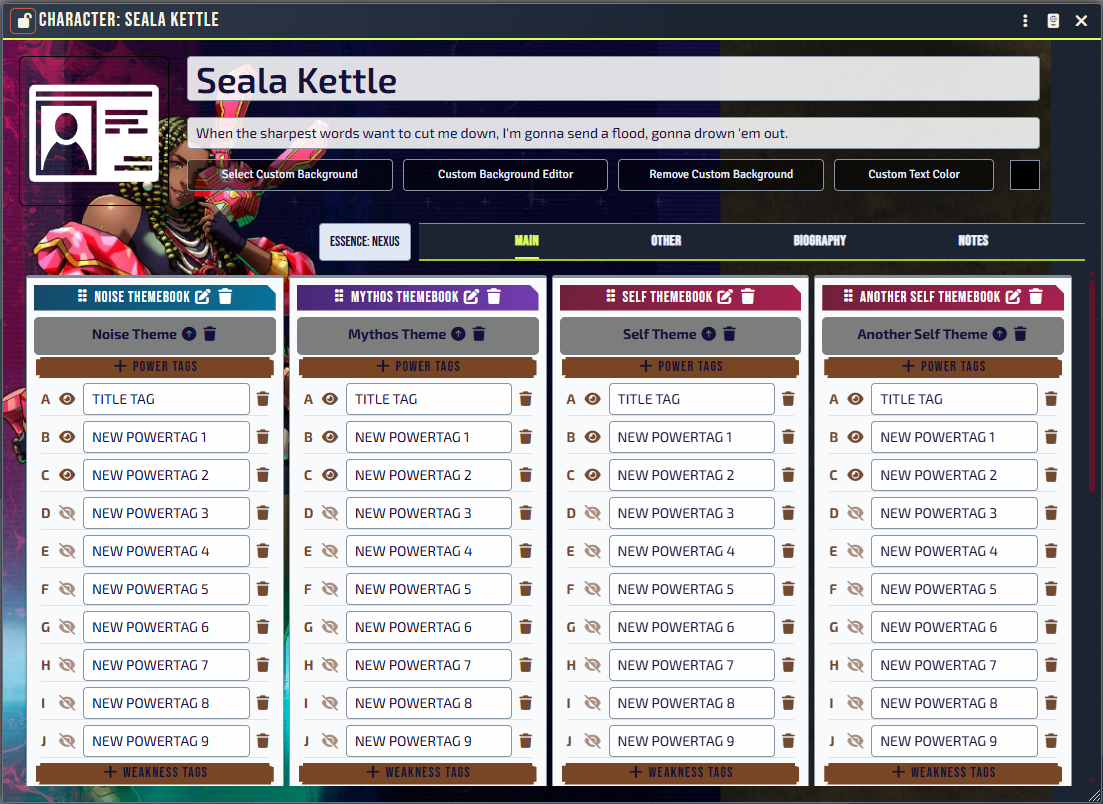 CHARACTER: SEALA KETTLE
Seala Kettle
When the sharpest words want to cut me down, I'm gonna send a flood, gonna drown 'em out.
Select Custom Background Custom Background Editor Remove Custom Background Custom Text Color
ESSENCE: NEXUS MAIN OTHER BIOGRAPHY NOTES
NOISE THEMEBOOK MYTHOS THEMEBOOK SELF THEMEBOOK ANOTHER SELF THEMEBOOK
Noise Theme Mythos Theme Self Theme Another Self Theme
POWER TAGS POWER TAGS POWER TAGS POWER TAGS
A TITLE TAG A TITLE TAG A TITLE TAG A TITLE TAG
B NEW POWERTAG 1 B NEW POWERTAG 1 B NEW POWERTAG 1 B NEW POWERTAG 1
C NEW POWERTAG 2 C NEW POWERTAG 2 C NEW POWERTAG 2 C NEW POWERTAG 2
D NEW POWERTAG 3 D NEW POWERTAG 3 D NEW POWERTAG 3 D NEW POWERTAG 3
E NEW POWERTAG 4 E NEW POWERTAG 4 E NEW POWERTAG 4 E NEW POWERTAG 4
F NEW POWERTAG 5 F NEW POWERTAG 5 F NEW POWERTAG 5 F NEW POWERTAG 5
G NEW POWERTAG 6 G NEW POWERTAG 6 G NEW POWERTAG 6 G NEW POWERTAG 6
H NEW POWERTAG 7 H NEW POWERTAG 7 H NEW POWERTAG 7 H NEW POWERTAG 7
I NEW POWERTAG 8 I NEW POWERTAG 8 I NEW POWERTAG 8 I NEW POWERTAG 8
J NEW POWERTAG 9 J NEW POWERTAG 9 J NEW POWERTAG 9 J NEW POWERTAG 9
WEAKNESS TAGS WEAKNESS TAGS WEAKNESS TAGS WEAKNESS TAGS